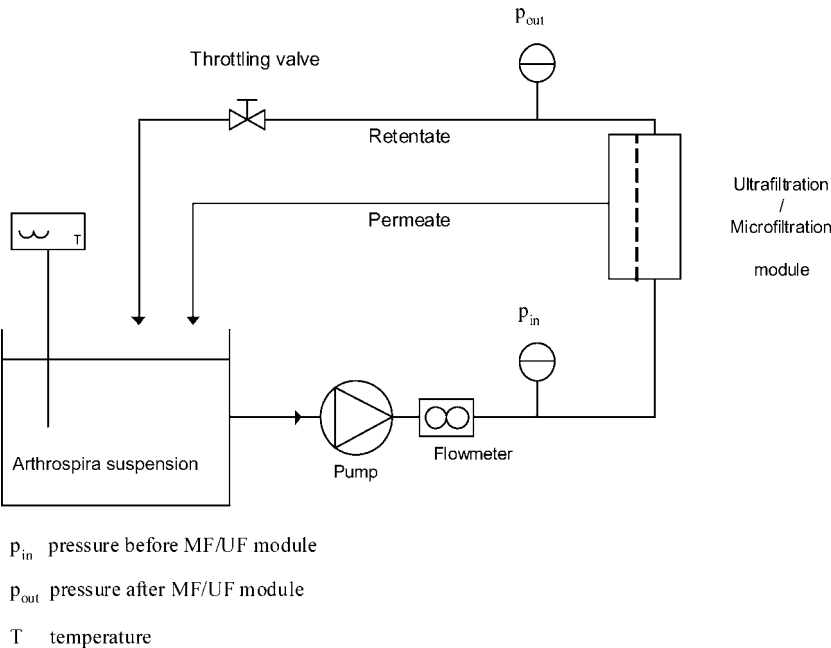 p_out
Throttling valve
Retentate
Ultrafiltration
/
Microfiltration
module
Permeate
T
p_in
Arthrospira suspension
Pump
Flowmeter
p_in pressure before MF/UF module
p_out pressure after MF/UF module
T temperature